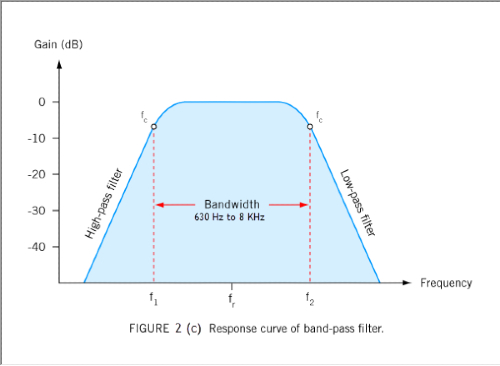 Gain (dB)
0
-10
-20
-30
-40
fc
fc
High-pass filter
Low-pass filter
Bandwidth
630 Hz to 8 KHz
f1
fr
f2
Frequency
FIGURE 2 (c) Response curve of band-pass filter.